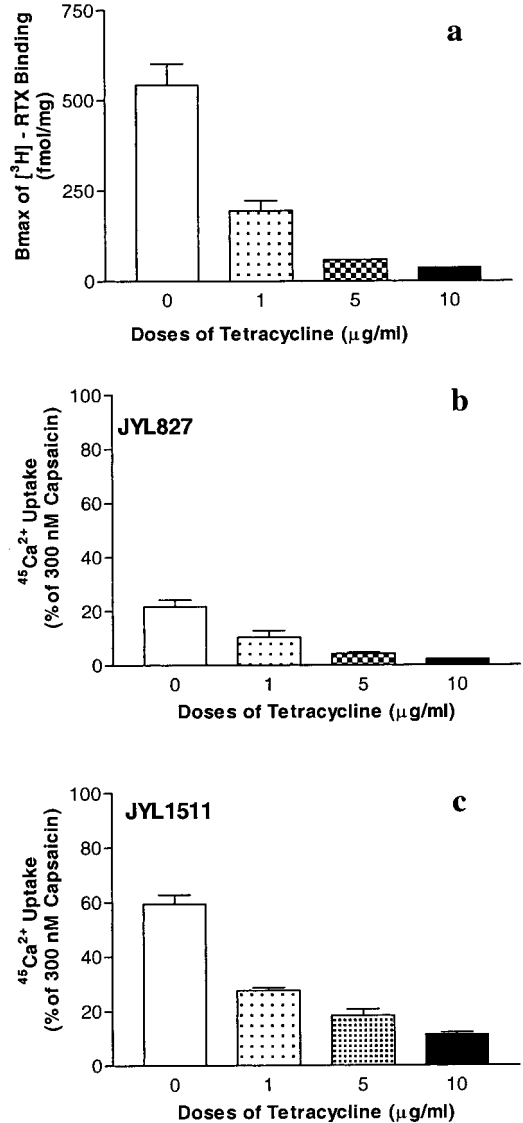 a
750
500
250
0
Bmax of [³H] - RTX Binding
(fmol/mg)
0 1 5 10
Doses of Tetracycline (μg/ml)
b
JYL827
100
80
60
40
20
0
⁴⁵Ca²⁺ Uptake
(% of 300 nM Capsaicin)
0 1 5 10
Doses of Tetracycline (μg/ml)
c
JYL1511
100
80
60
40
20
0
⁴⁵Ca²⁺ Uptake
(% of 300 nM Capsaicin)
0 1 5 10
Doses of Tetracycline (μg/ml)